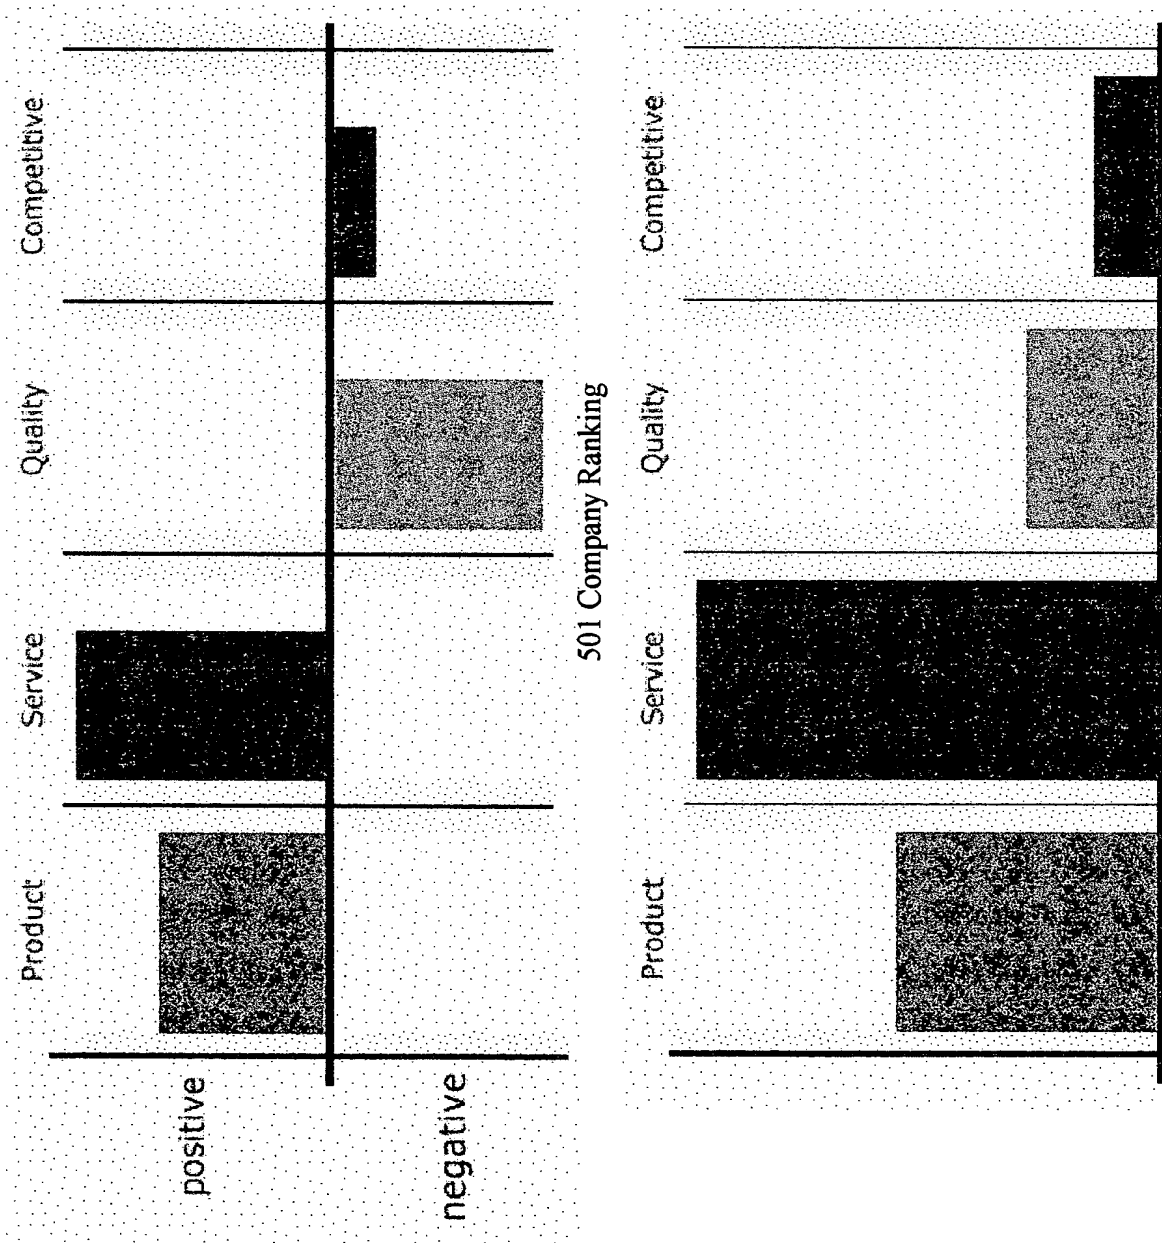 Product Service Quality Competitive
positive
negative
501 Company Ranking
Product Service Quality Competitive